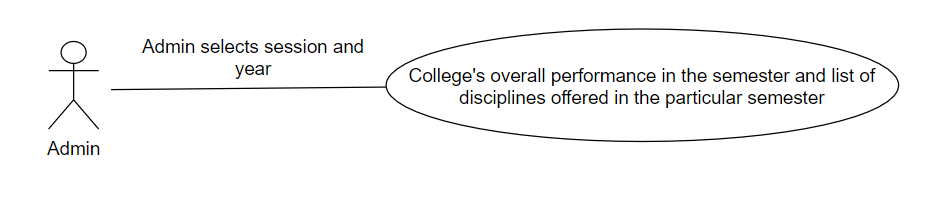 Admin selects session and
year
College's overall performance in the semester and list of
disciplines offered in the particular semester
Admin